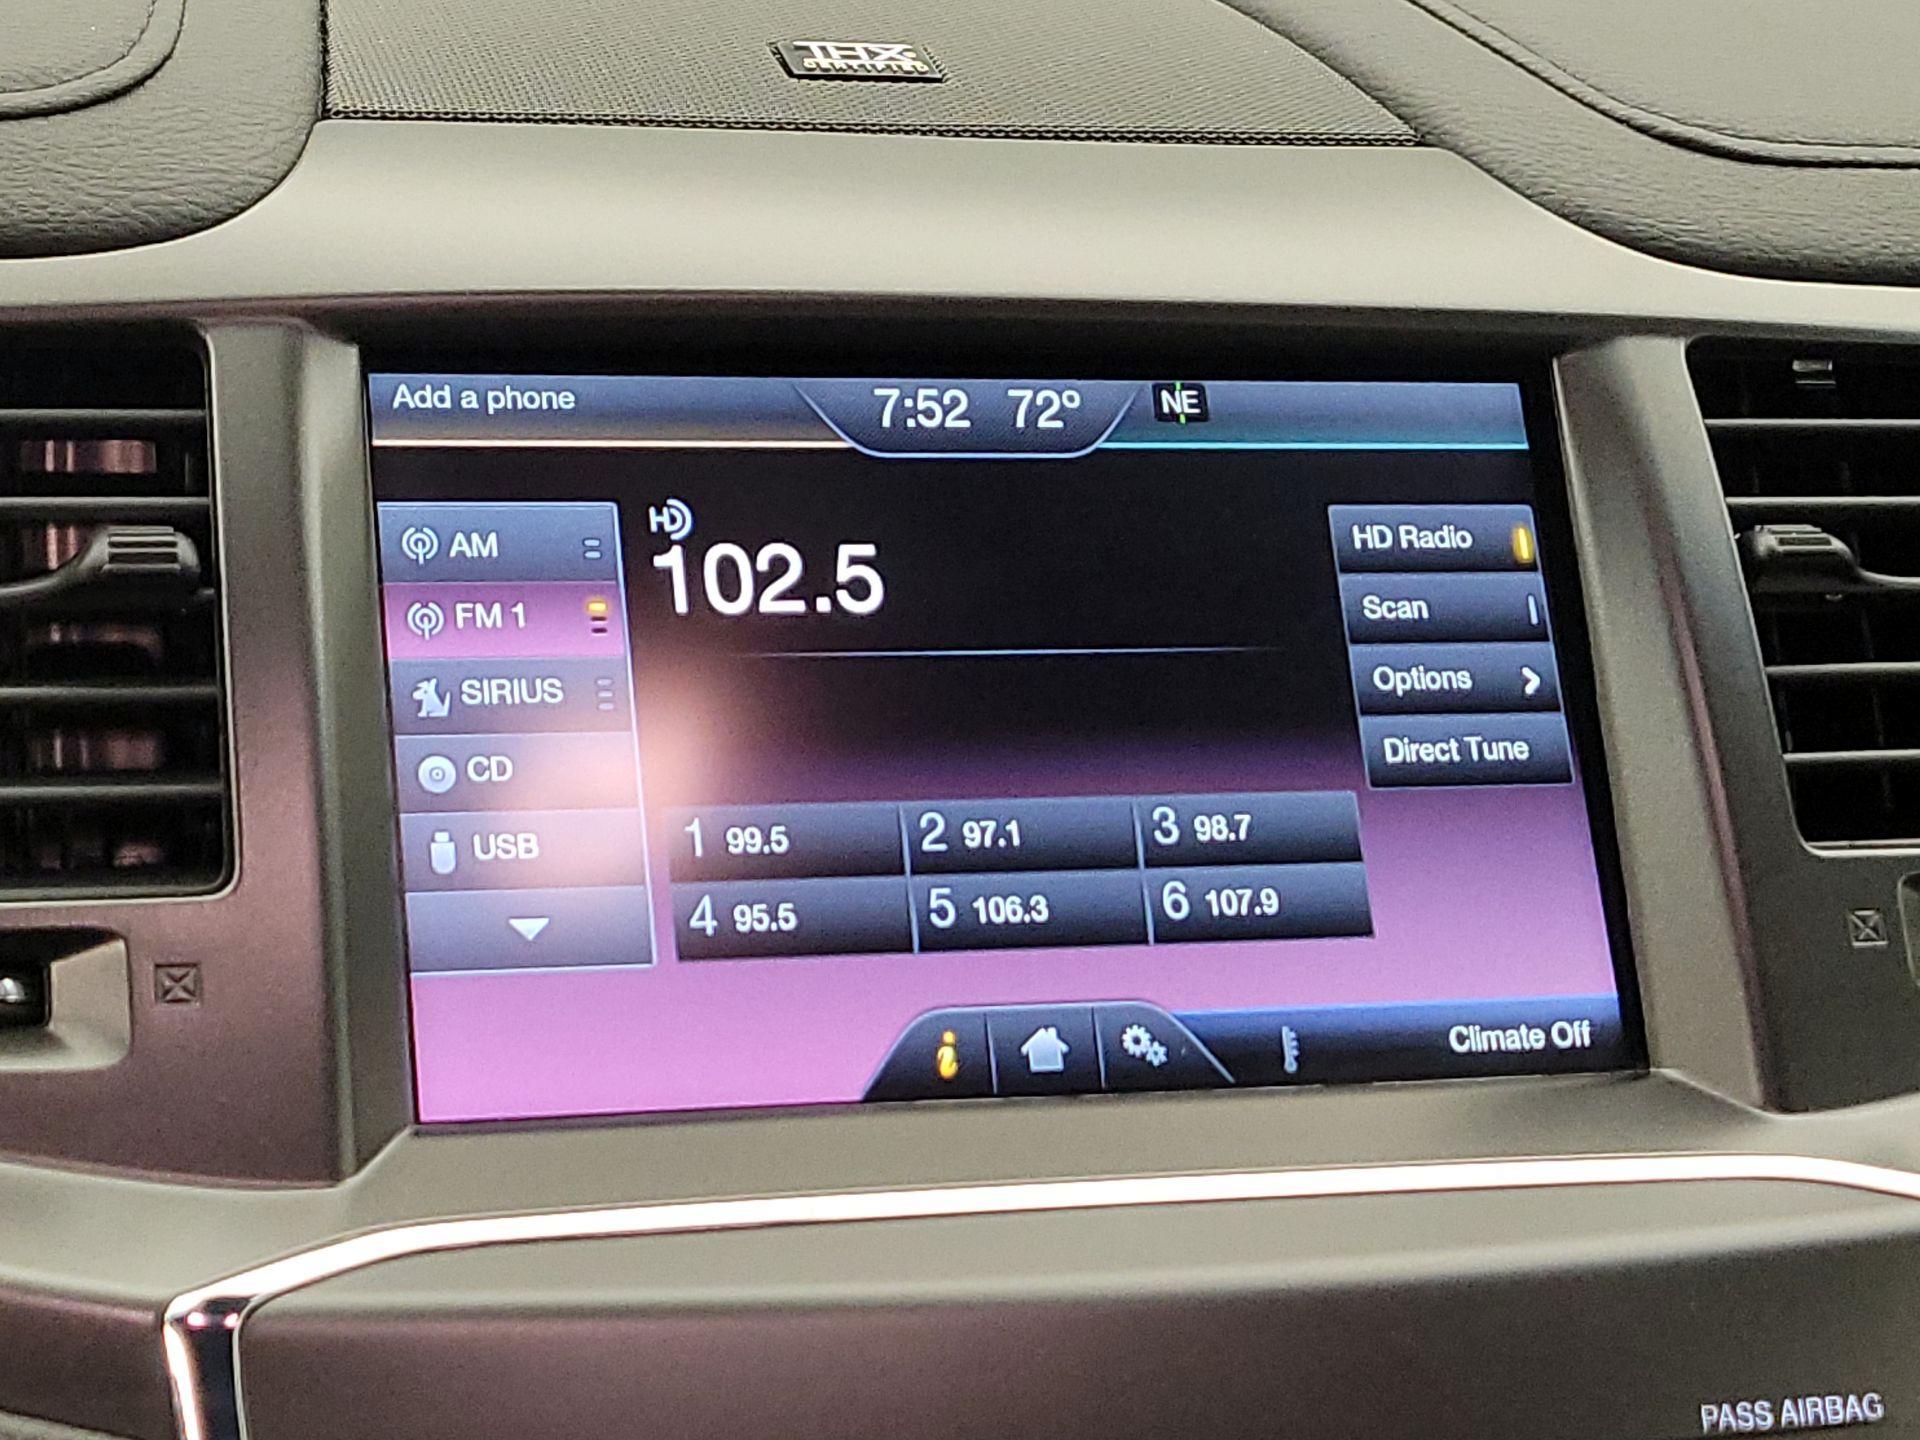 THX
CERTIFIED
Add a phone
7:52 72°
NE
AM
FM 1
SIRIUS
CD
USB
HD
102.5
HD Radio
Scan
Options
Direct Tune
1 99.5
2 97.1
3 98.7
4 95.5
5 106.3
6 107.9
i
Climate Off
PASS AIRBAG